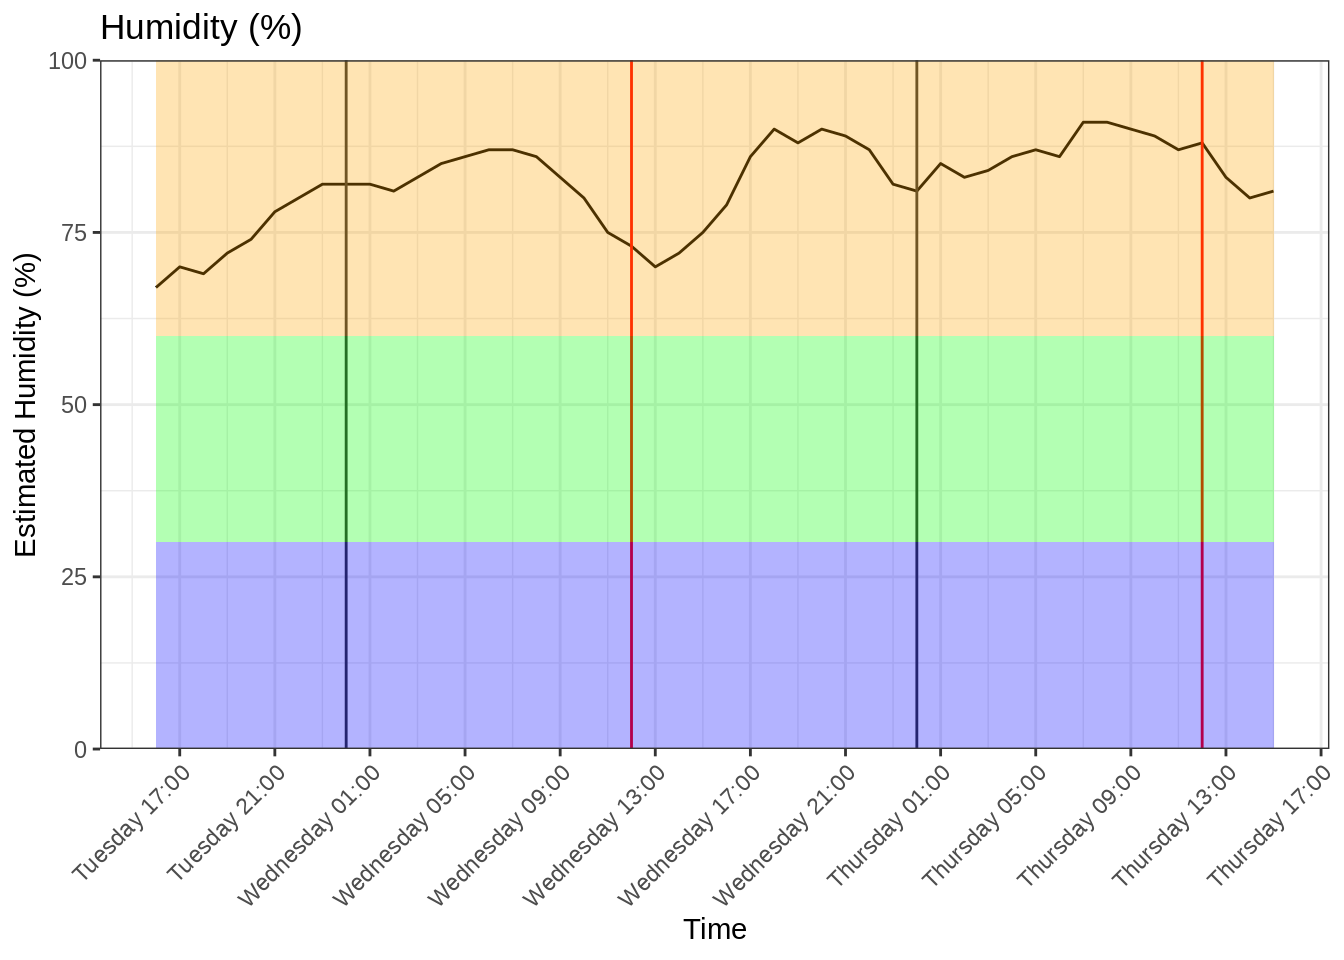 Humidity (%)
Estimated Humidity (%)
100
75
50
25
0
Tuesday 17:00
Tuesday 21:00
Wednesday 01:00
Wednesday 05:00
Wednesday 09:00
Wednesday 13:00
Wednesday 17:00
Wednesday 21:00
Thursday 01:00
Thursday 05:00
Thursday 09:00
Thursday 13:00
Thursday 17:00
Time